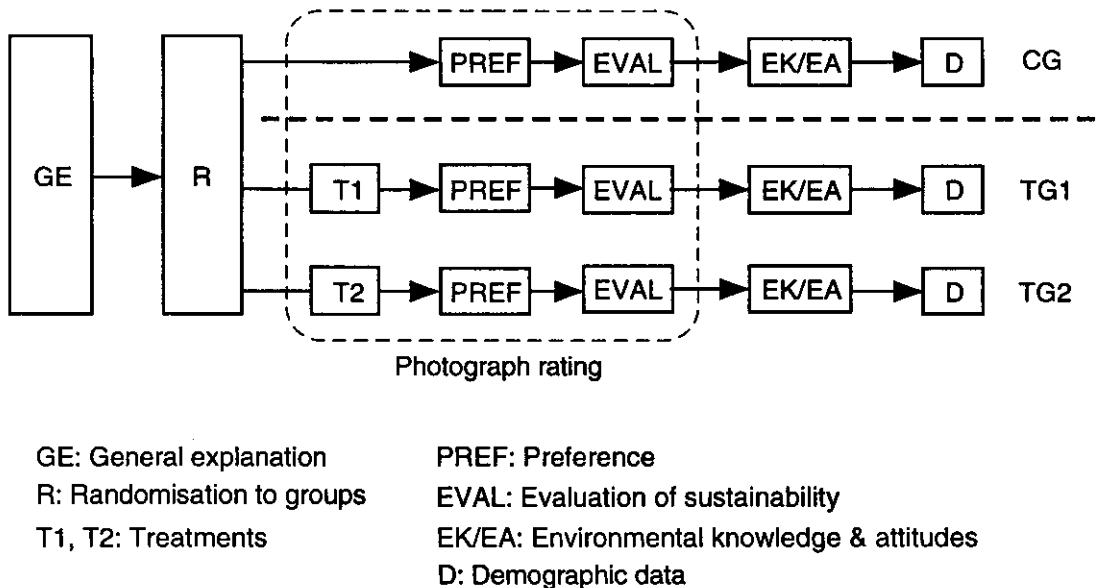 PREF EVAL EK/EA D CG
GE R T1 PREF EVAL EK/EA D TG1
T2 PREF EVAL EK/EA D TG2
Photograph rating
GE: General explanation
R: Randomisation to groups
T1, T2: Treatments
PREF: Preference
EVAL: Evaluation of sustainability
EK/EA: Environmental knowledge & attitudes
D: Demographic data